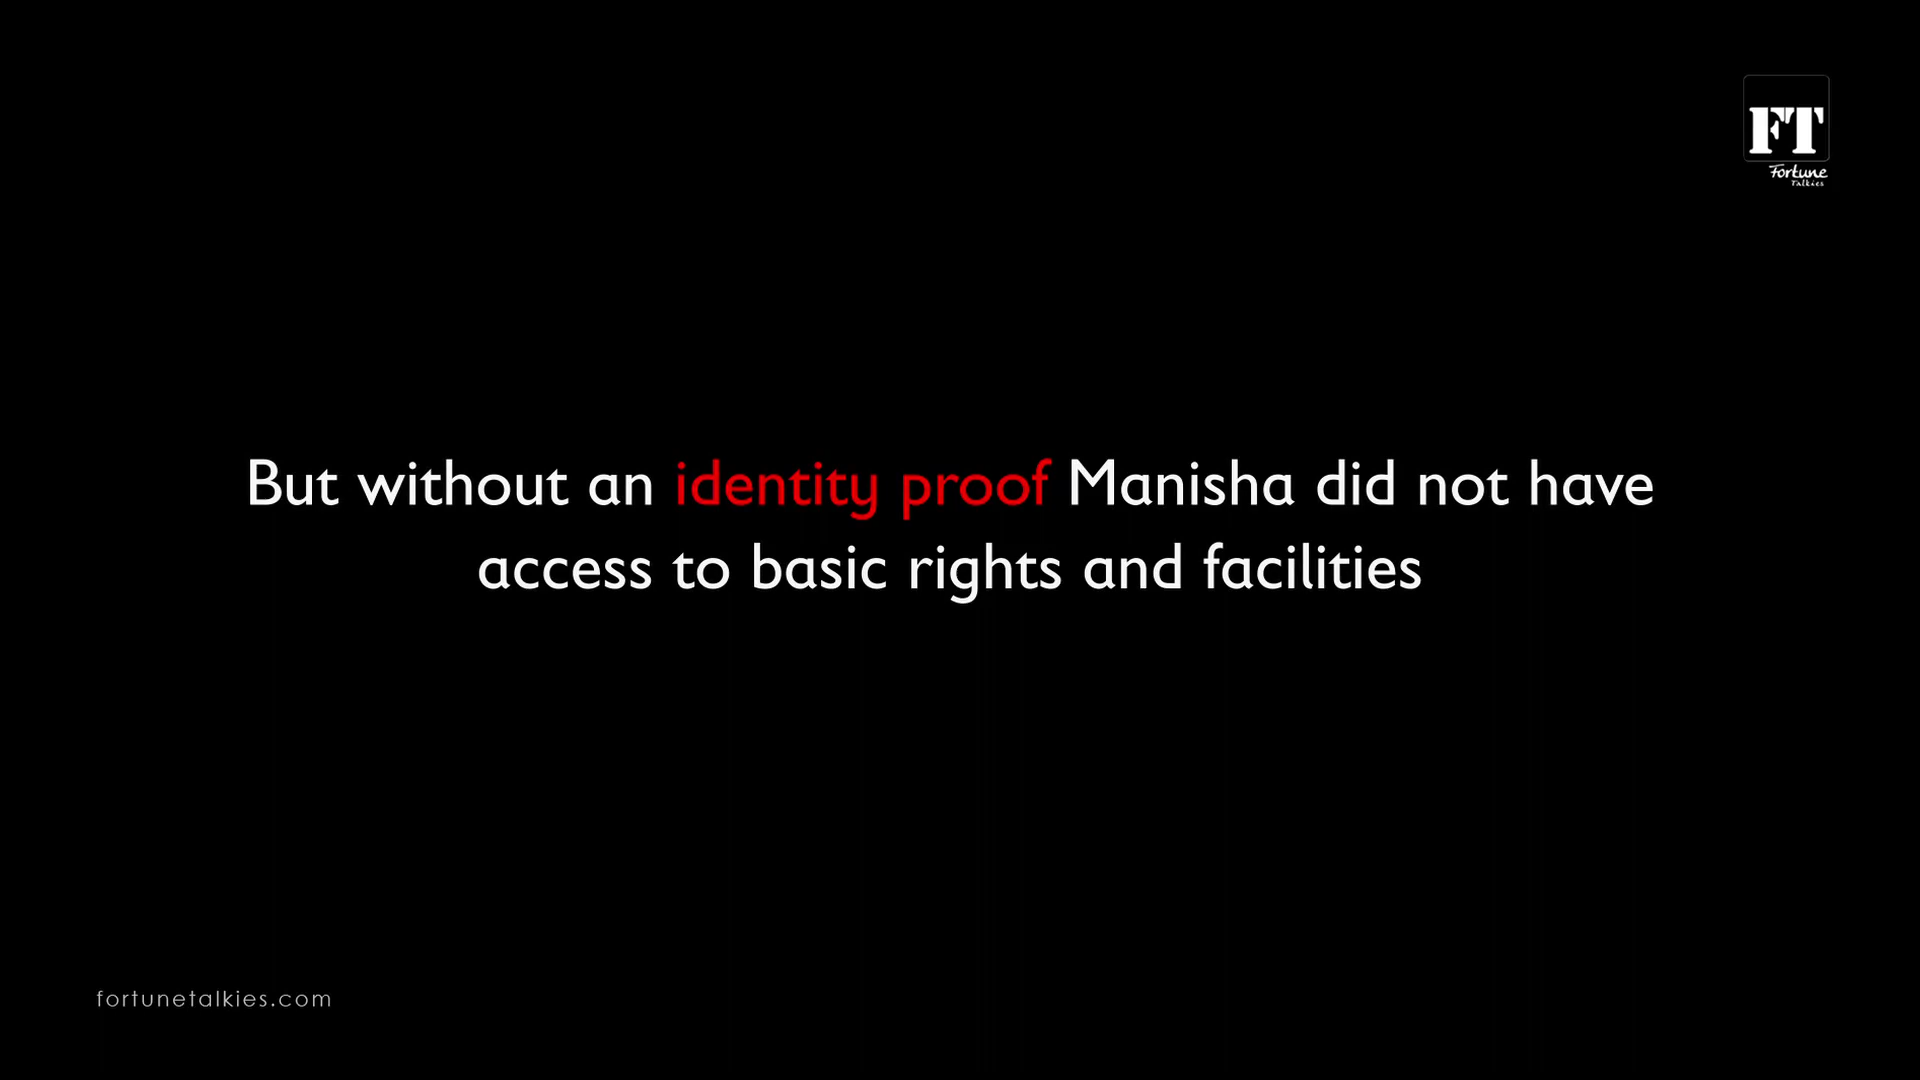 FT
Fortune
Talkies
But without an identity proof Manisha did not have
access to basic rights and facilities
fortunetalkies.com